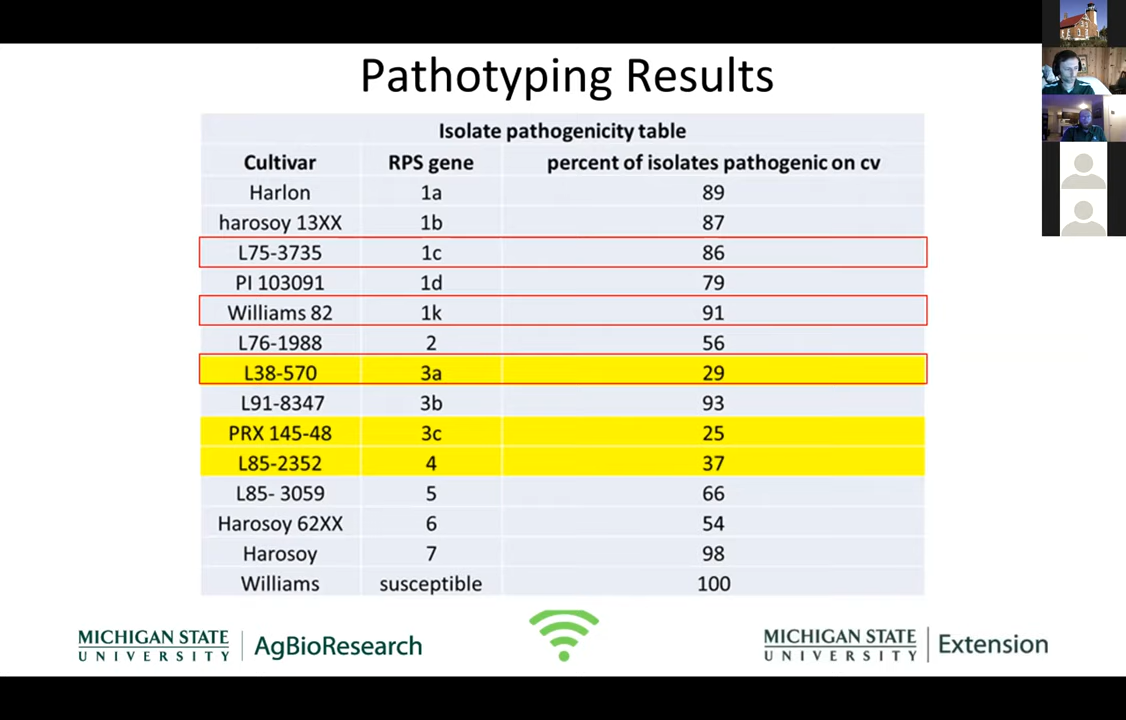 Pathotyping Results
Isolate pathogenicity table
Cultivar RPS gene percent of isolates pathogenic on cv
Harlon 1a 89
harosoy 13XX 1b 87
L75-3735 1c 86
PI 103091 1d 79
Williams 82 1k 91
L76-1988 2 56
L38-570 3a 29
L91-8347 3b 93
PRX 145-48 3c 25
L85-2352 4 37
L85- 3059 5 66
Harosoy 62XX 6 54
Harosoy 7 98
Williams susceptible 100
MICHIGAN STATE
UNIVERSITY
AgBioResearch
MICHIGAN STATE
UNIVERSITY
Extension